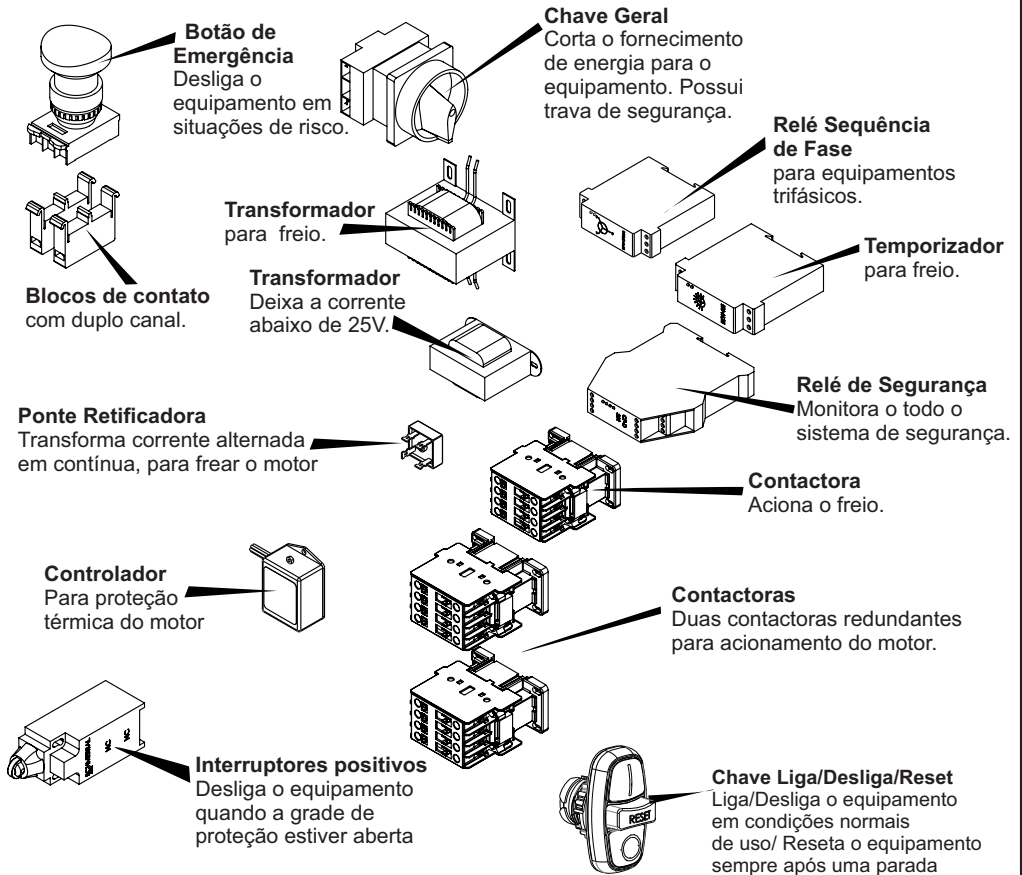 Botão de
Emergência
Desliga o
equipamento em
situações de risco.
Chave Geral
Corta o fornecimento
de energia para o
equipamento. Possui
trava de segurança.
Relé Sequência
de Fase
para equipamentos
trifásicos.
Transformador
para freio.
Temporizador
para freio.
Blocos de contato
com duplo canal.
Transformador
Deixa a corrente
abaixo de 25V.
Relé de Segurança
Monitora o todo o
sistema de segurança.
Ponte Retificadora
Transforma corrente alternada
em contínua, para frear o motor
Contactora
Aciona o freio.
Controlador
Para proteção
térmica do motor
Contactoras
Duas contactoras redundantes
para acionamento do motor.
NC
NC
Interruptores positivos
Desliga o equipamento
quando a grade de
proteção estiver aberta
RESET
Chave Liga/Desliga/Reset
Liga/Desliga o equipamento
em condições normais
de uso/ Reseta o equipamento
sempre após uma parada